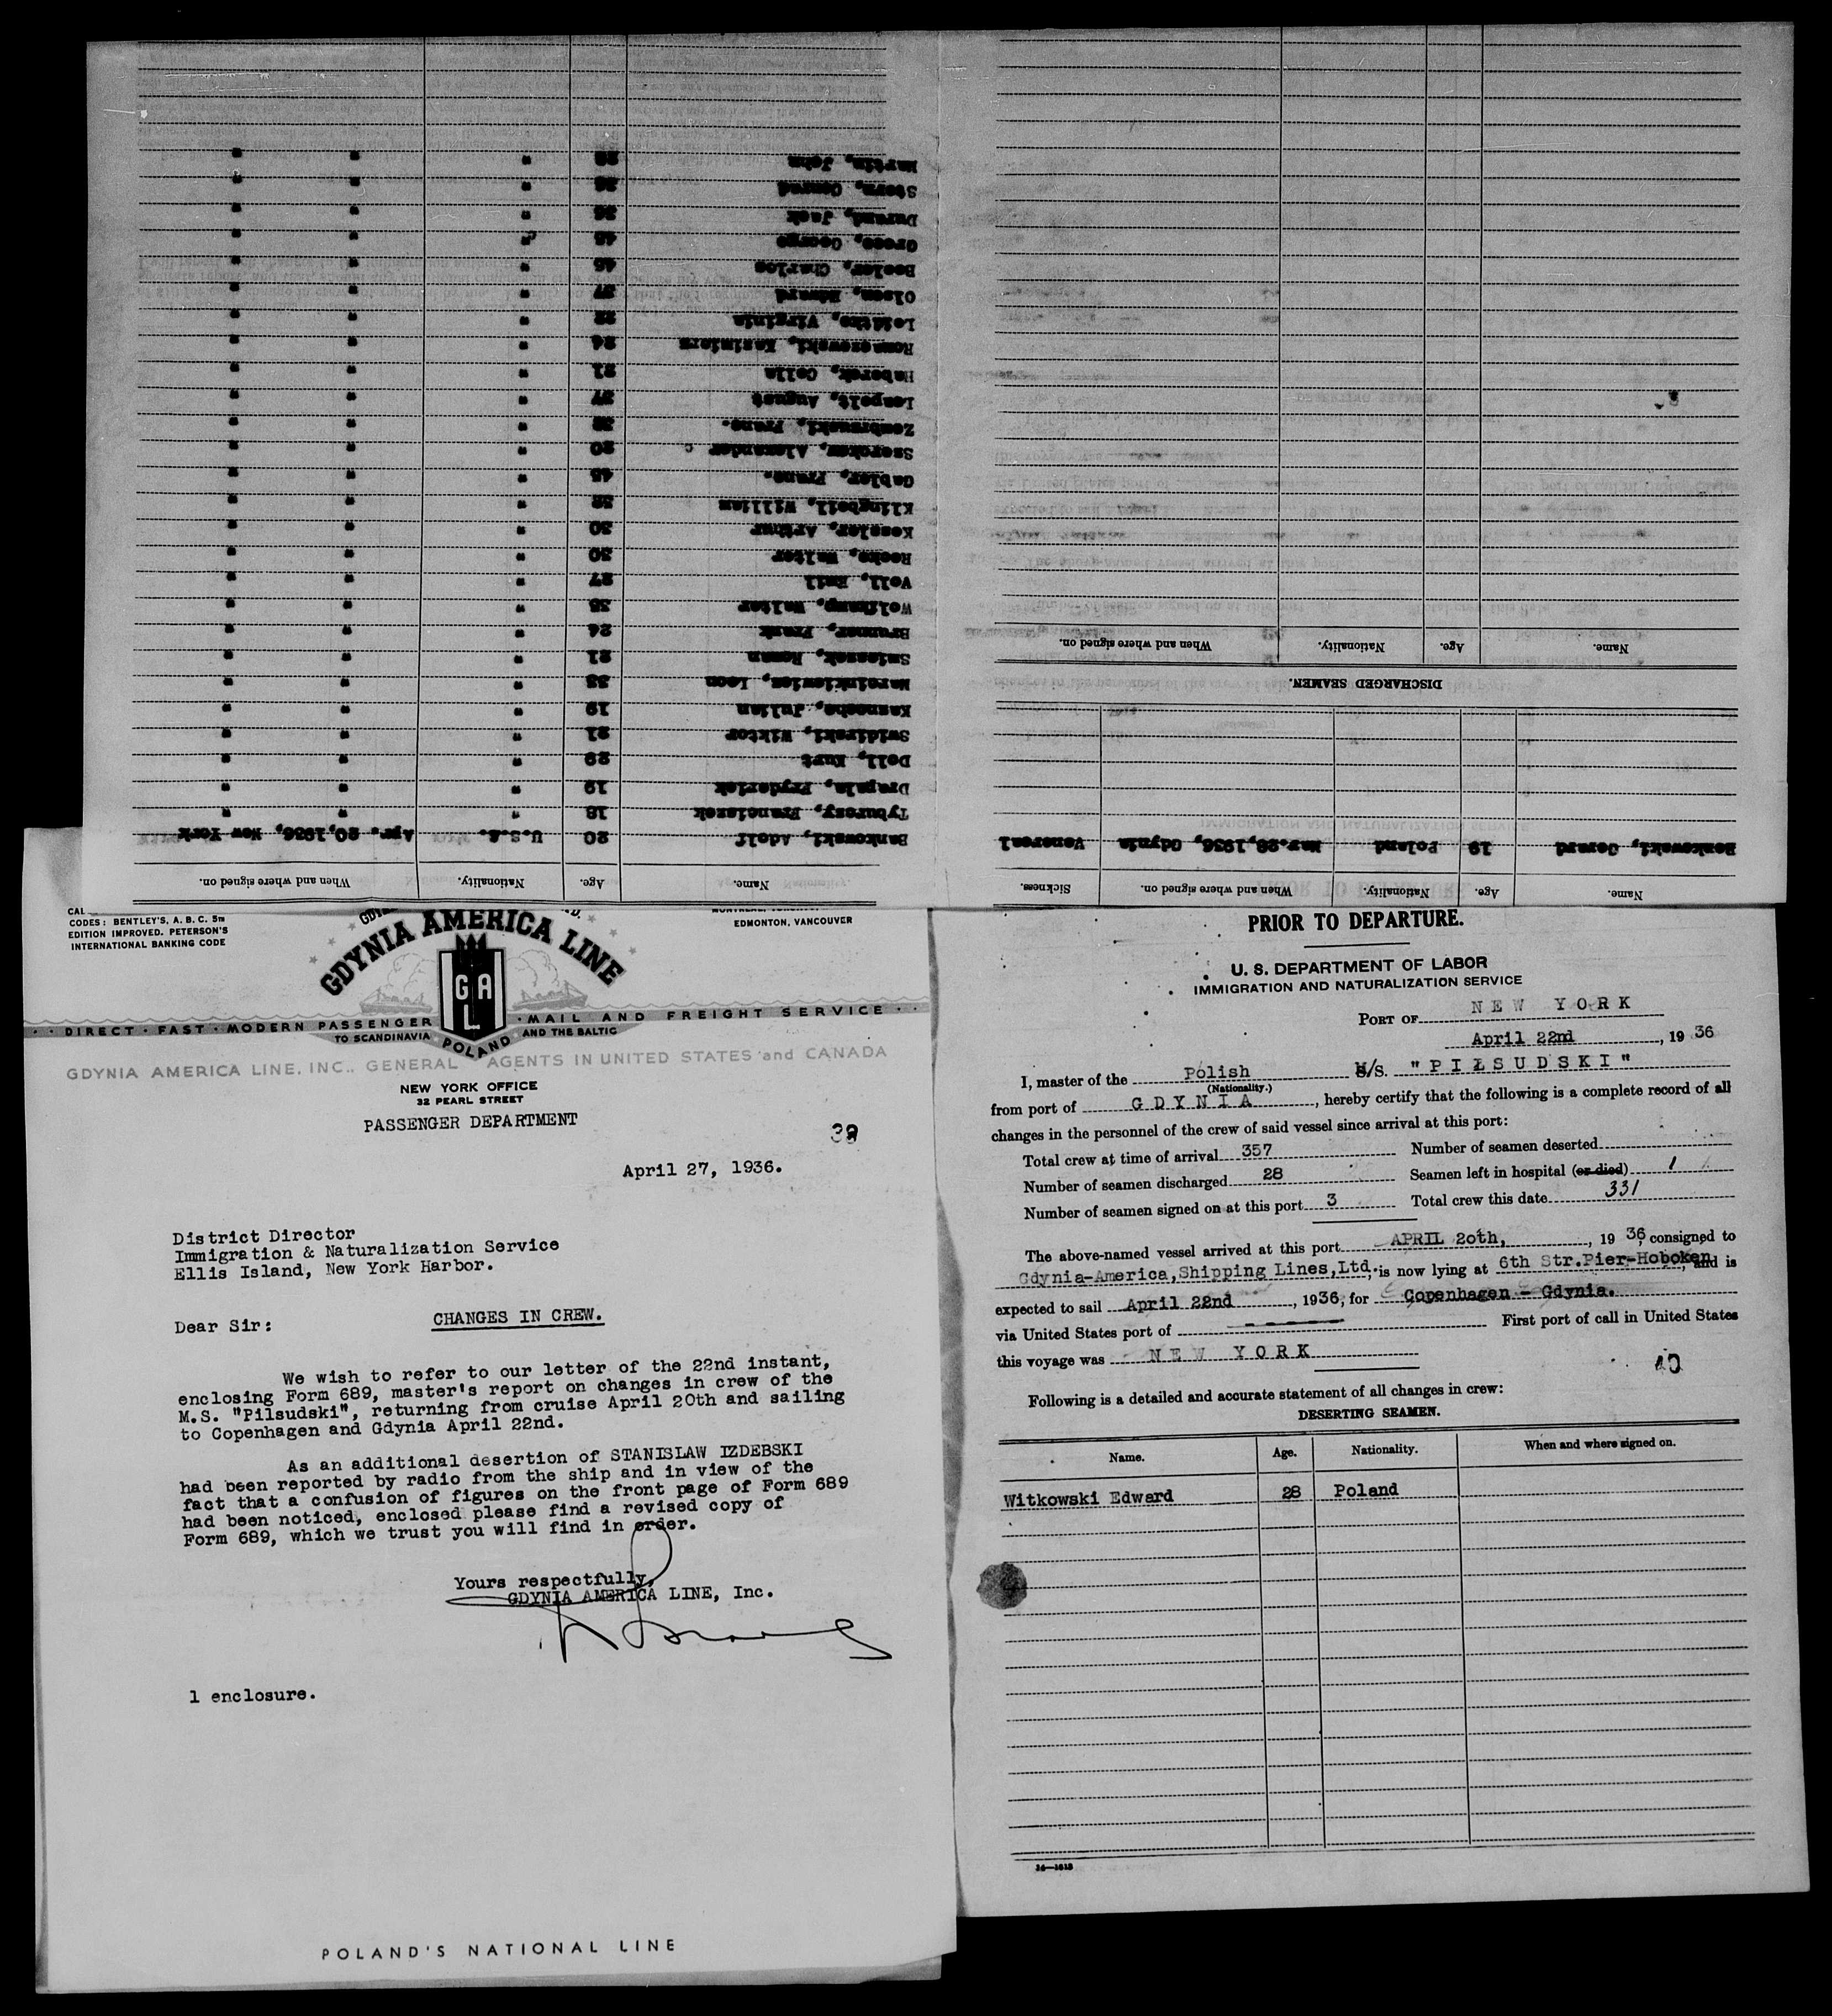 CODES: BENTLEY'S, A. B. C. 5TH
EDITION IMPROVED. PETERSON'S
INTERNATIONAL BANKING CODE
EDMONTON, VANCOUVER
GDYNIA AMERICA LINE
G A L
DIRECT · FAST · MODERN PASSENGER · MAIL AND FREIGHT SERVICE
TO SCANDINAVIA · POLAND · AND THE BALTIC
GDYNIA AMERICA LINE, INC., GENERAL AGENTS IN UNITED STATES and CANADA
NEW YORK OFFICE
32 PEARL STREET
PASSENGER DEPARTMENT
39
April 27, 1936.
District Director
Immigration & Naturalization Service
Ellis Island, New York Harbor.
Dear Sir: CHANGES IN CREW.
We wish to refer to our letter of the 22nd instant,
enclosing Form 689, master's report on changes in crew of the
M.S. "Pilsudski", returning from cruise April 20th and sailing
to Copenhagen and Gdynia April 22nd.
As an additional desertion of STANISLAW IZDEBSKI
had been reported by radio from the ship and in view of the
fact that a confusion of figures on the front page of Form 689
had been noticed, enclosed please find a revised copy of
Form 689, which we trust you will find in order.
Yours respectfully,
GDYNIA AMERICA LINE, Inc.
1 enclosure.
POLAND'S NATIONAL LINE
PRIOR TO DEPARTURE.
U. S. DEPARTMENT OF LABOR
IMMIGRATION AND NATURALIZATION SERVICE
PORT OF NEW YORK
April 22nd, 1936
I, master of the Polish M/S. "PIŁSUDSKI"
(Nationality.)
from port of GDYNIA, hereby certify that the following is a complete record of all
changes in the personnel of the crew of said vessel since arrival at this port:
Total crew at time of arrival 357 Number of seamen deserted
Number of seamen discharged 28 Seamen left in hospital (or died) 1
Number of seamen signed on at this port 3 Total crew this date 331
The above-named vessel arrived at this port APRIL 20th, 1936, consigned to
Gdynia-America, Shipping Lines, Ltd. is now lying at 6th Str.Pier-Hoboken, and is
expected to sail April 22nd, 1936, for Copenhagen - Gdynia.
via United States port of - - - - - First port of call in United States
this voyage was NEW YORK
Following is a detailed and accurate statement of all changes in crew:
DESERTING SEAMEN.
Name. Age. Nationality. When and where signed on.
Witkowski Edward 28 Poland
16—1613
Name. Age. Nationality. When and where signed on. Sickness.
Benkowski, Gerard 19 Poland Mar.28,1936, Gdynia Venereal
DISCHARGED SEAMEN.
Name. Age. Nationality. When and where signed on.
Name. Age. Nationality. When and where signed on.
Bankowski, Adolf 20 U.S.A. Apr. 20,1936, New York
Tyburszy, Franciszek 18 " " "
Drapala, Fryderick 19 " " "
Doll, Kurt 29 " " "
Swidirski, Wiktor 21 " " "
Kasnocha, Julian 19 " " "
Marcinkiewicz, Leon 33 " " "
Smieszek, Roman 21 " " "
Brunner, Frank 24 " " "
Wolfkamp, Walter 38 " " "
Voll, Emil 27 " " "
Rocks, Walter 30 " " "
Kessler, Arthur 30 " " "
Klingbeil, William 32 " " "
Gabler, Franc. 45 " " "
Szerokow, Alexander 20 " " "
Zembrzuski, Franc. 32 " " "
Lempelt, August 27 " " "
Haberek, Celia 21 " " "
Romaszewski, Kazimierz 24 " " "
Leidtke, Virginia 22 " " "
Olsen, Edward 37 " " "
Beeler, Charles 45 " " "
Gross, George 45 " " "
Durand, Jack 36 " " "
Stern, Conrad 36 " " "
Martin, John 28 " " "